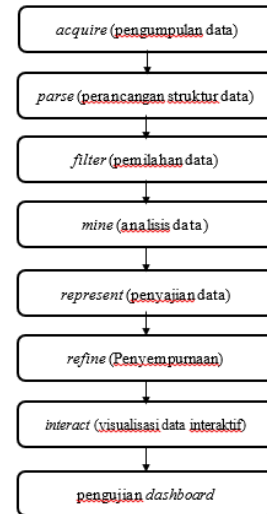 acquire (pengumpulan data)
parse (perancangan struktur data)
filter (pemilahan data)
mine (analisis data)
represent (penyajian data)
refine (Penyempurnaan)
interact (visualisasi data interaktif)
pengujian dashboard